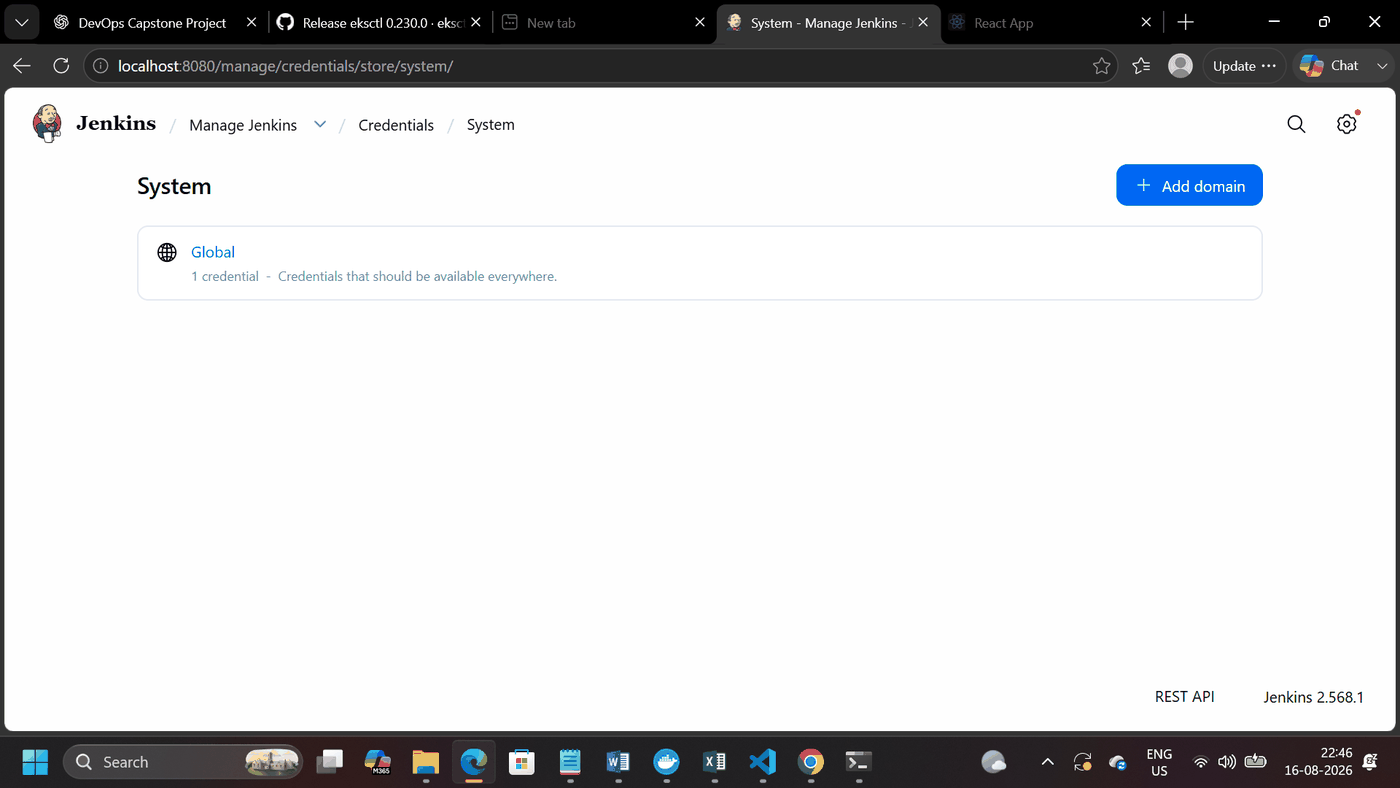 DevOps Capstone Project
Release eksctl 0.230.0 · eksct
New tab
System - Manage Jenkins - J
React App
localhost:8080/manage/credentials/store/system/
Update
Chat
Jenkins / Manage Jenkins / Credentials / System
System
+ Add domain
Global
1 credential - Credentials that should be available everywhere.
REST API
Jenkins 2.568.1
Search
M365
ENG
US
22:46
16-08-2026